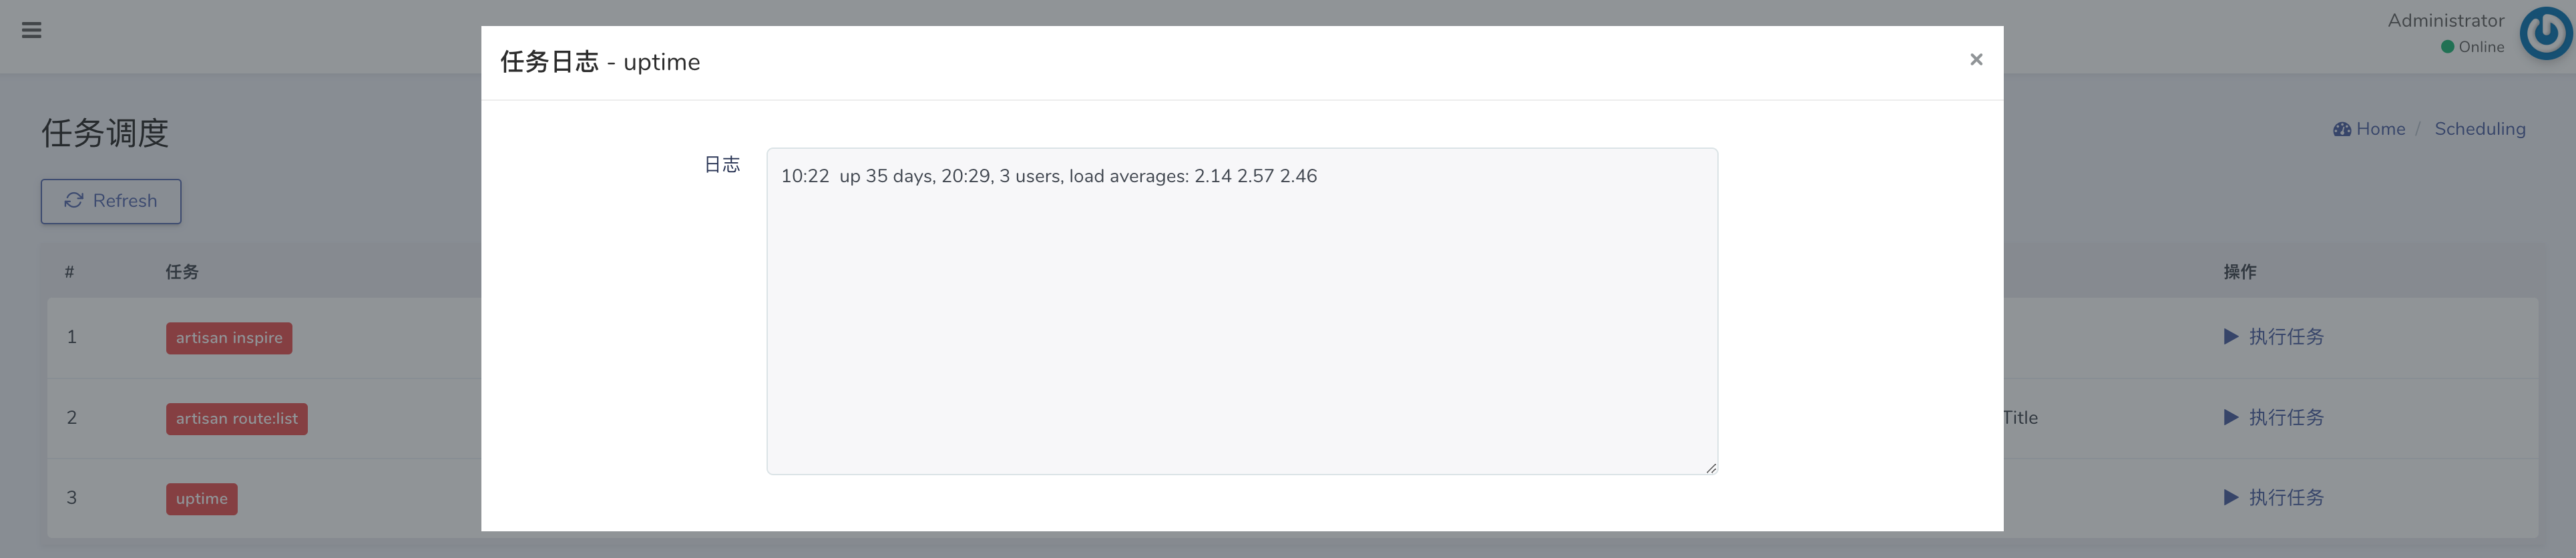 Administrator
Online
任务日志 - uptime
×
任务调度
Home / Scheduling
日志
10:22  up 35 days, 20:29, 3 users, load averages: 2.14 2.57 2.46
Refresh
# 任务 操作
1 artisan inspire 执行任务
2 artisan route:list Title 执行任务
3 uptime 执行任务